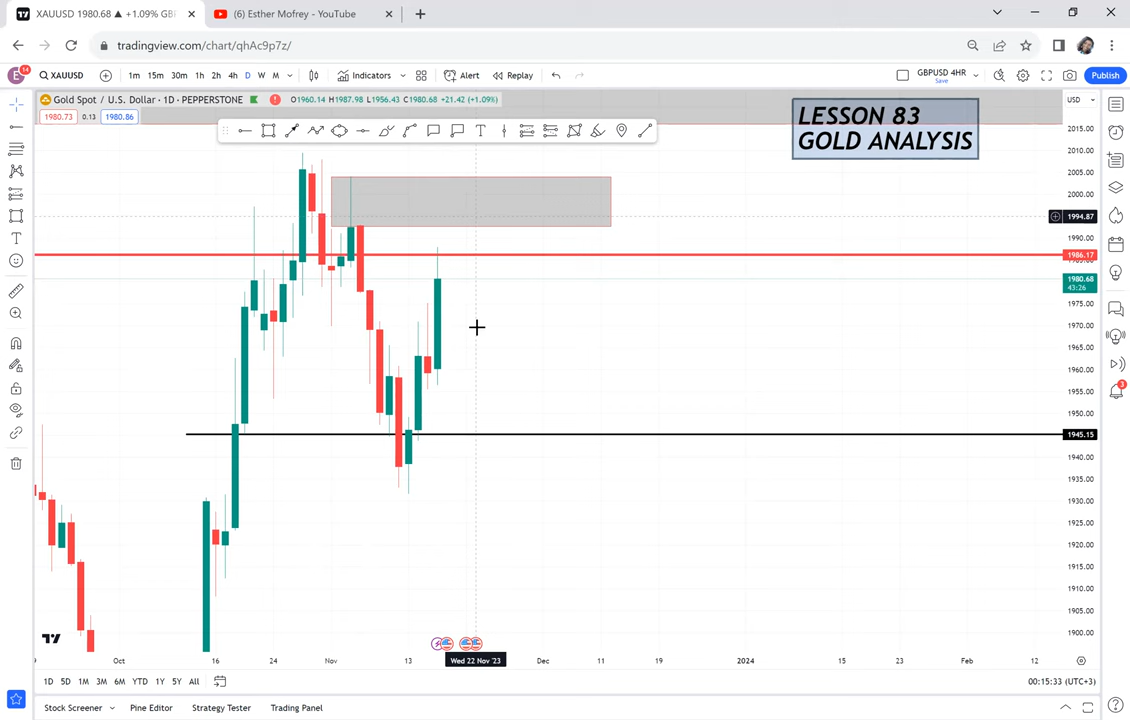 XAUUSD 1980.68 ▲ +1.09% GB
(6) Esther Mofrey - YouTube
tradingview.com/chart/qhAc9p7z/
E
14
XAUUSD
1m 15m 30m 1h 2h 4h D W M
Indicators
Alert
Replay
GBPUSD 4HR
Save
Publish
Gold Spot / U.S. Dollar · 1D · PEPPERSTONE
O1960.14 H1987.98 L1956.43 C1980.68 +21.42 (+1.09%)
USD
1980.73 0.13 1980.86
LESSON 83
GOLD ANALYSIS
2015.00
2010.00
2005.00
2000.00
1994.87
1990.00
1986.17
1980.68
43:26
1975.00
1970.00
1965.00
1960.00
1955.00
1950.00
1945.15
1940.00
1935.00
1930.00
1925.00
1920.00
1915.00
1910.00
1905.00
1900.00
3
Oct 16 24 Nov 13 Wed 22 Nov '23 Dec 11 19 2024 15 23 Feb 12
1D 5D 1M 3M 6M YTD 1Y 5Y All
00:15:33 (UTC+3)
Stock Screener Pine Editor Strategy Tester Trading Panel